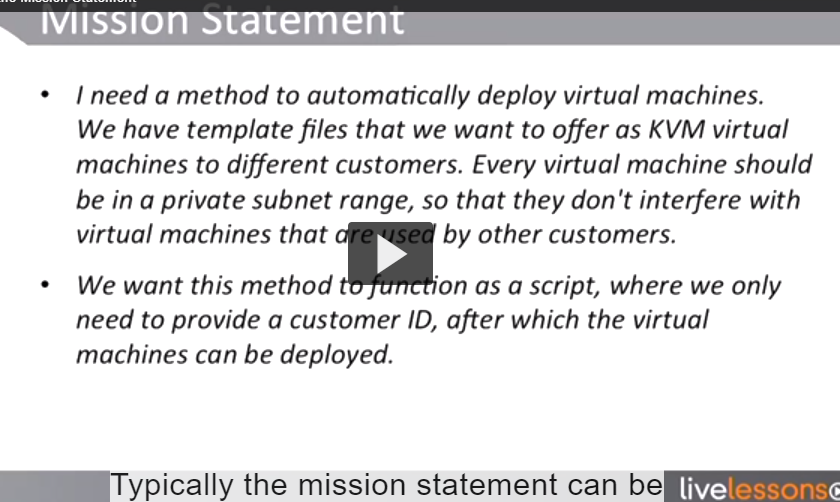 Mission Statement
Mission Statement
• I need a method to automatically deploy virtual machines.
We have template files that we want to offer as KVM virtual
machines to different customers. Every virtual machine should
be in a private subnet range, so that they don't interfere with
virtual machines that are used by other customers.
• We want this method to function as a script, where we only
need to provide a customer ID, after which the virtual
machines can be deployed.
Typically the mission statement can be
livelessons